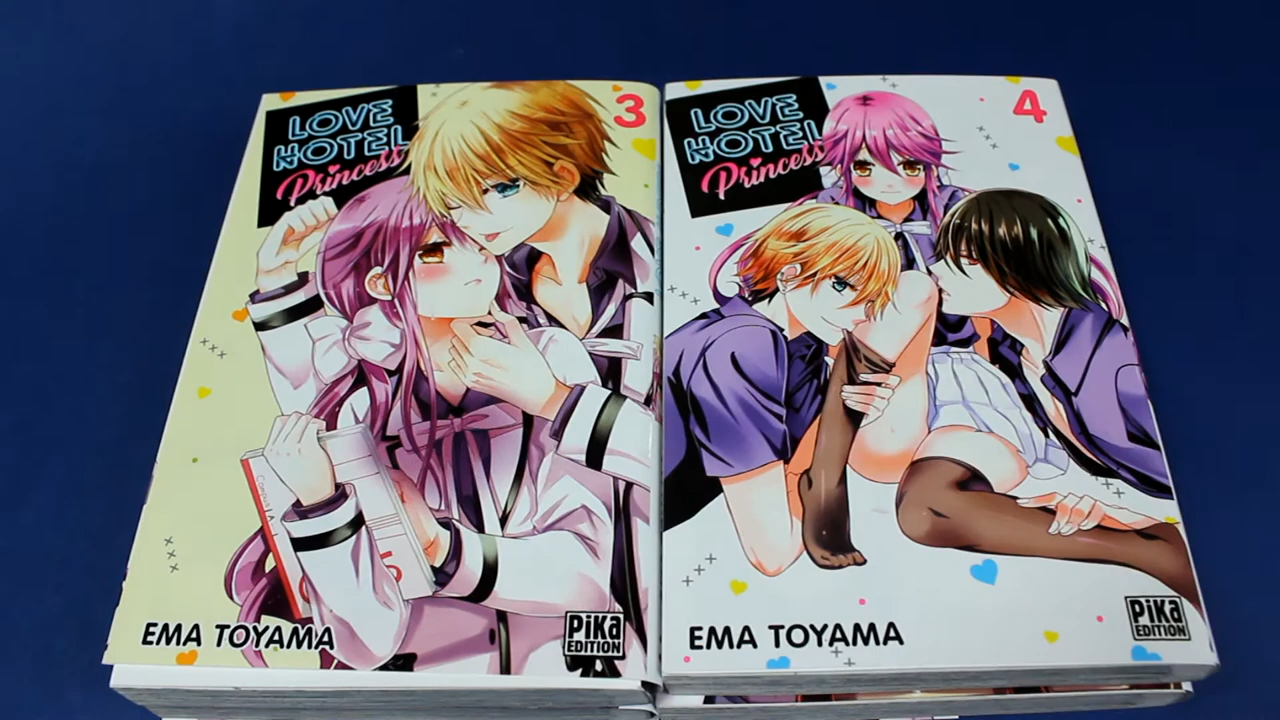 LOVE
HOTEL
Princess
3
EMA TOYAMA
PiKa
EDITION
LOVE
HOTEL
Princess
4
EMA TOYAMA
PiKa
EDITION